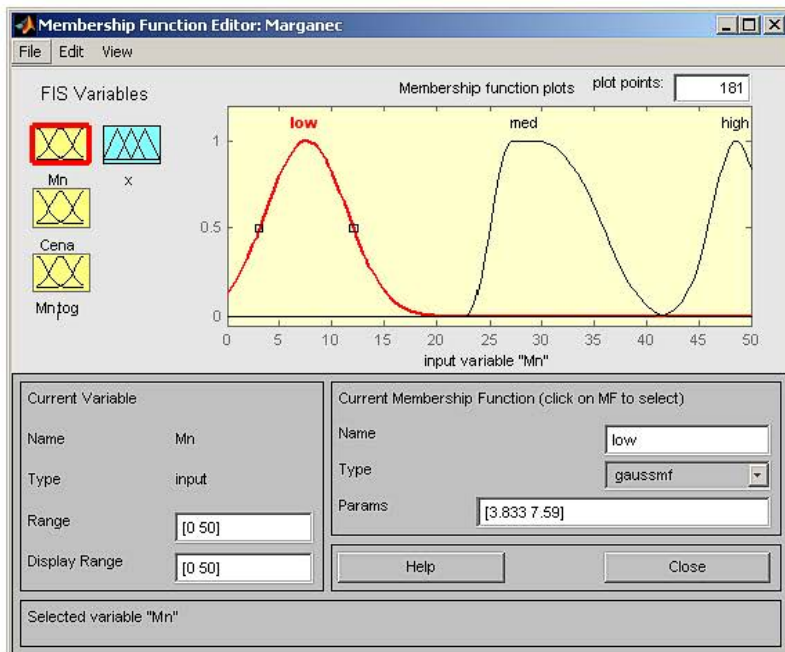 Membership Function Editor: Marganec
File Edit View
FIS Variables
Membership function plots plot points: 181
low med high
Mn x
Cena
Mntog
1
0.5
0
0 5 10 15 20 25 30 35 40 45 50
input variable "Mn"
Current Variable
Name Mn
Type input
Range [0 50]
Display Range [0 50]
Current Membership Function (click on MF to select)
Name low
Type gaussmf
Params [3.833 7.59]
Help Close
Selected variable "Mn"